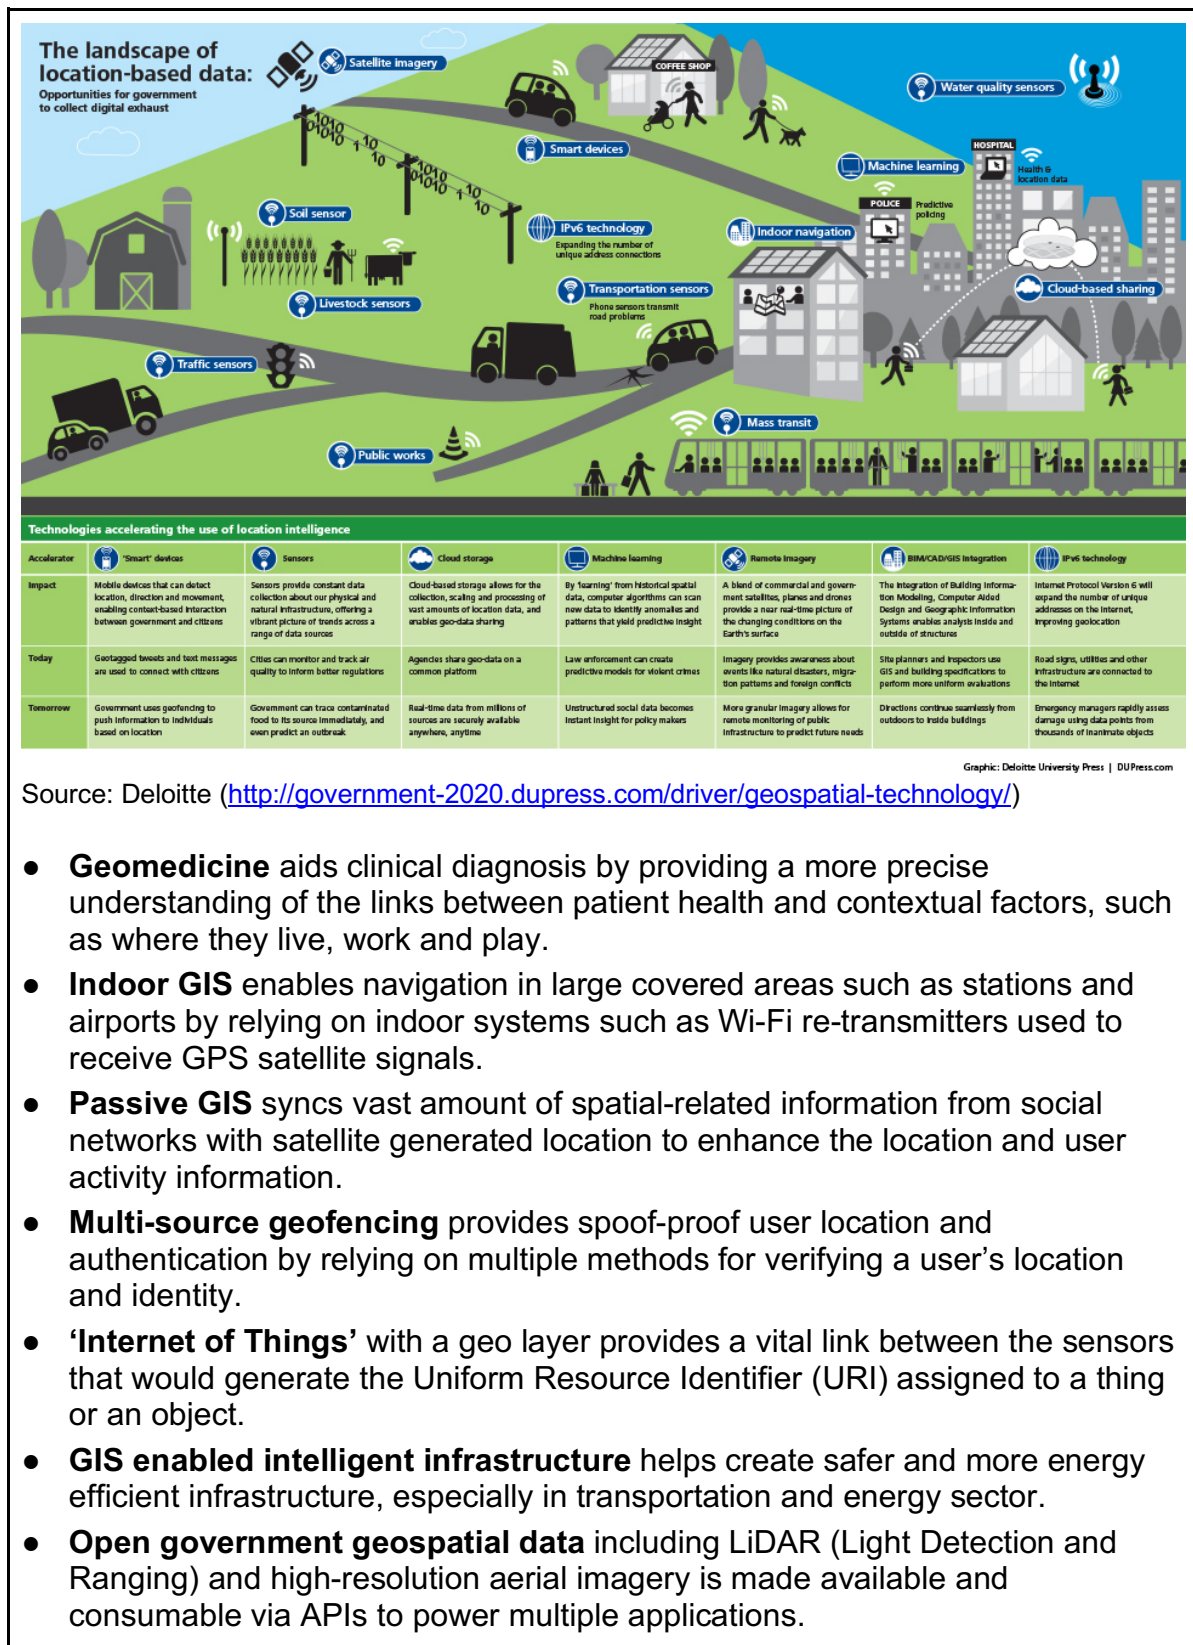 The landscape of
location-based data:
Opportunities for government
to collect digital exhaust
Satellite imagery
COFFEE SHOP
Water quality sensors
Smart devices
HOSPITAL
Health &
location data
Machine learning
POLICE
Predictive
policing
Soil sensor
IPv6 technology
Expanding the number of
unique address connections
Indoor navigation
Livestock sensors
Transportation sensors
Phone sensors transmit
road problems
Cloud-based sharing
Traffic sensors
Mass transit
Public works
Technologies accelerating the use of location intelligence
Accelerator
'Smart' devices
Sensors
Cloud storage
Machine learning
Remote Imagery
BIM/CAD/GIS Integration
IPv6 technology
Impact
Mobile devices that can detect
location, direction and movement,
enabling context-based interaction
between government and citizens
Sensors provide constant data
collection about our physical and
natural infrastructure, offering a
vibrant picture of trends across a
range of data sources
Cloud-based storage allows for the
collection, scaling and processing of
vast amounts of location data, and
enables geo-data sharing
By 'learning' from historical spatial
data, computer algorithms can scan
new data to identify anomalies and
patterns that yield predictive insight
A blend of commercial and govern-
ment satellites, planes and drones
provide a near real-time picture of
the changing conditions on the
Earth's surface
The integration of Building Informa-
tion Modeling, Computer Aided
Design and Geographic Information
Systems enables analysis inside and
outside of structures
Internet Protocol Version 6 will
expand the number of unique
addresses on the Internet,
improving geolocation
Today
Geotagged tweets and text messages
are used to connect with citizens
Cities can monitor and track air
quality to inform better regulations
Agencies share geo-data on a
common platform
Law enforcement can create
predictive models for violent crimes
Imagery provides awareness about
events like natural disasters, migra-
tion patterns and foreign conflicts
Site planners and inspectors use
GIS and building specifications to
perform more uniform evaluations
Road signs, utilities and other
infrastructure are connected to
the internet
Tomorrow
Government uses geofencing to
push information to individuals
based on location
Government can trace contaminated
food to its source immediately, and
even predict an outbreak
Real-time data from millions of
sources are securely available
anywhere, anytime
Unstructured social data becomes
instant insight for policy makers
More granular imagery allows for
remote monitoring of public
infrastructure to predict future needs
Directions continue seamlessly from
outdoors to inside buildings
Emergency managers rapidly assess
damage using data points from
thousands of inanimate objects
Graphic: Deloitte University Press | DUPress.com
Source: Deloitte (http://government-2020.dupress.com/driver/geospatial-technology/)
● Geomedicine aids clinical diagnosis by providing a more precise
understanding of the links between patient health and contextual factors, such
as where they live, work and play.
● Indoor GIS enables navigation in large covered areas such as stations and
airports by relying on indoor systems such as Wi-Fi re-transmitters used to
receive GPS satellite signals.
● Passive GIS syncs vast amount of spatial-related information from social
networks with satellite generated location to enhance the location and user
activity information.
● Multi-source geofencing provides spoof-proof user location and
authentication by relying on multiple methods for verifying a user's location
and identity.
● ‘Internet of Things’ with a geo layer provides a vital link between the sensors
that would generate the Uniform Resource Identifier (URI) assigned to a thing
or an object.
● GIS enabled intelligent infrastructure helps create safer and more energy
efficient infrastructure, especially in transportation and energy sector.
● Open government geospatial data including LiDAR (Light Detection and
Ranging) and high-resolution aerial imagery is made available and
consumable via APIs to power multiple applications.